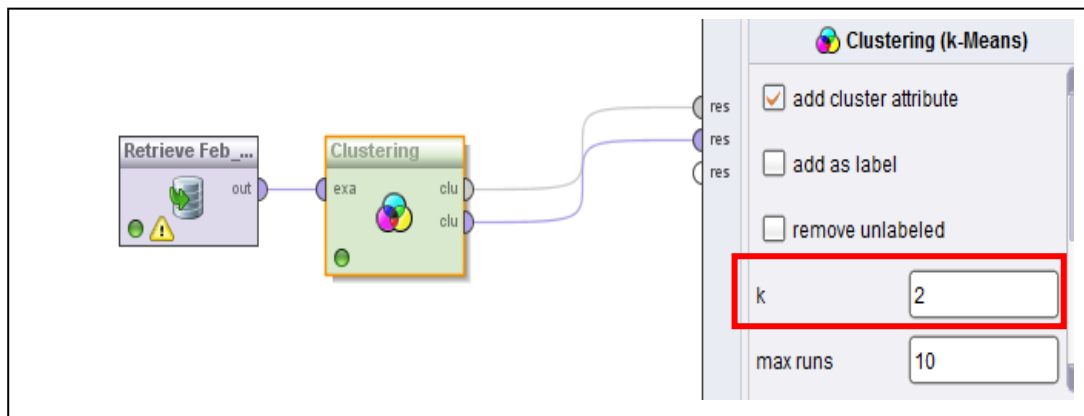 Clustering (k-Means)
add cluster attribute
add as label
remove unlabeled
k 2
max runs 10
Retrieve Feb_...
out
Clustering
exa
clu
clu
res
res
res